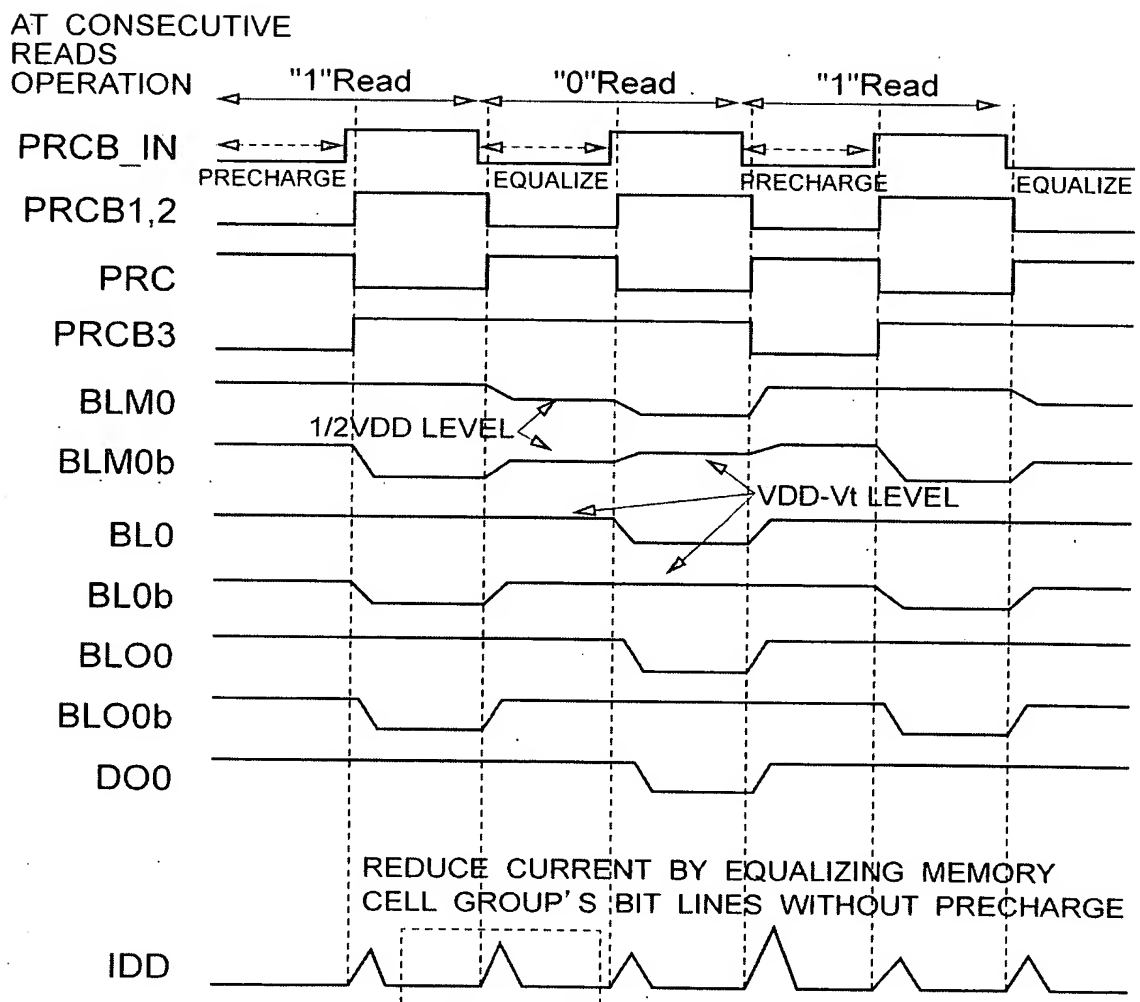 AT CONSECUTIVE
READS
OPERATION
"1"Read
"0"Read
"1"Read
PRCB_IN
PRECHARGE
EQUALIZE
PRECHARGE
EQUALIZE
PRCB1,2
PRC
PRCB3
BLM0
1/2VDD LEVEL
BLM0b
VDD-Vt LEVEL
BL0
BL0b
BLO0
BLO0b
DO0
REDUCE CURRENT BY EQUALIZING MEMORY
CELL GROUP'S BIT LINES WITHOUT PRECHARGE
IDD